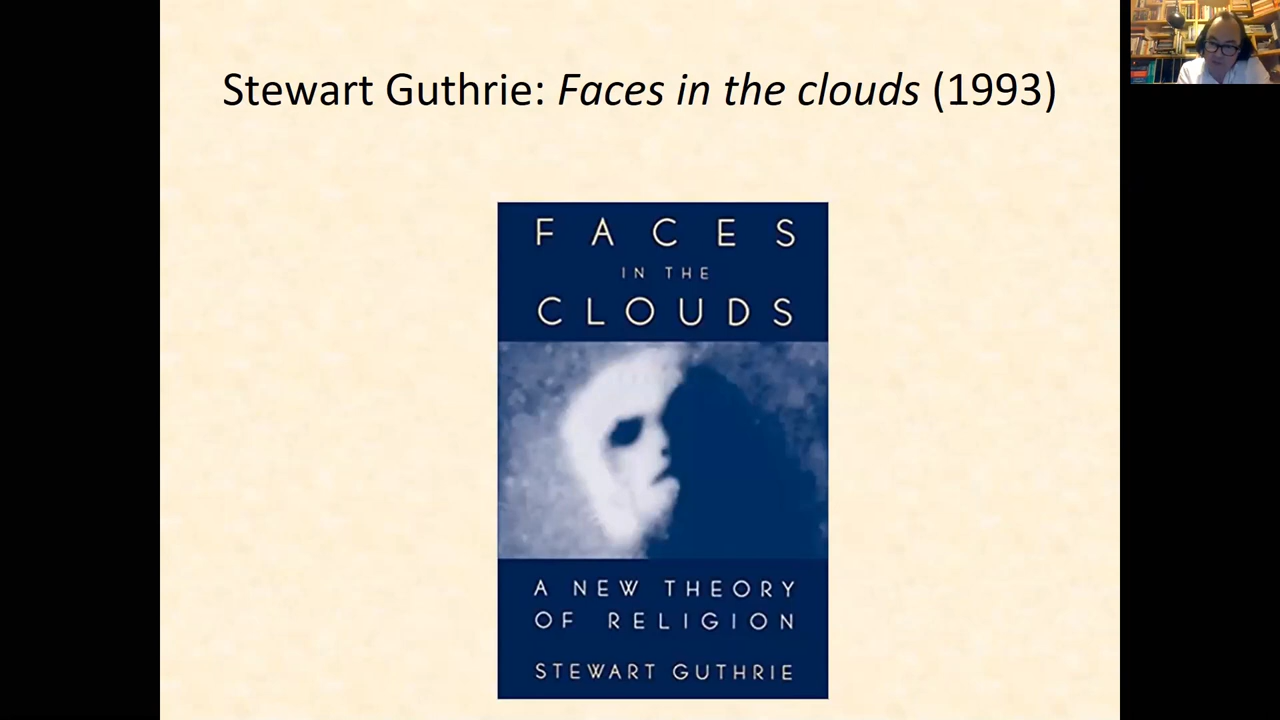 Stewart Guthrie: Faces in the clouds (1993)
FACES
IN THE
CLOUDS
A NEW THEORY
OF RELIGION
STEWART GUTHRIE